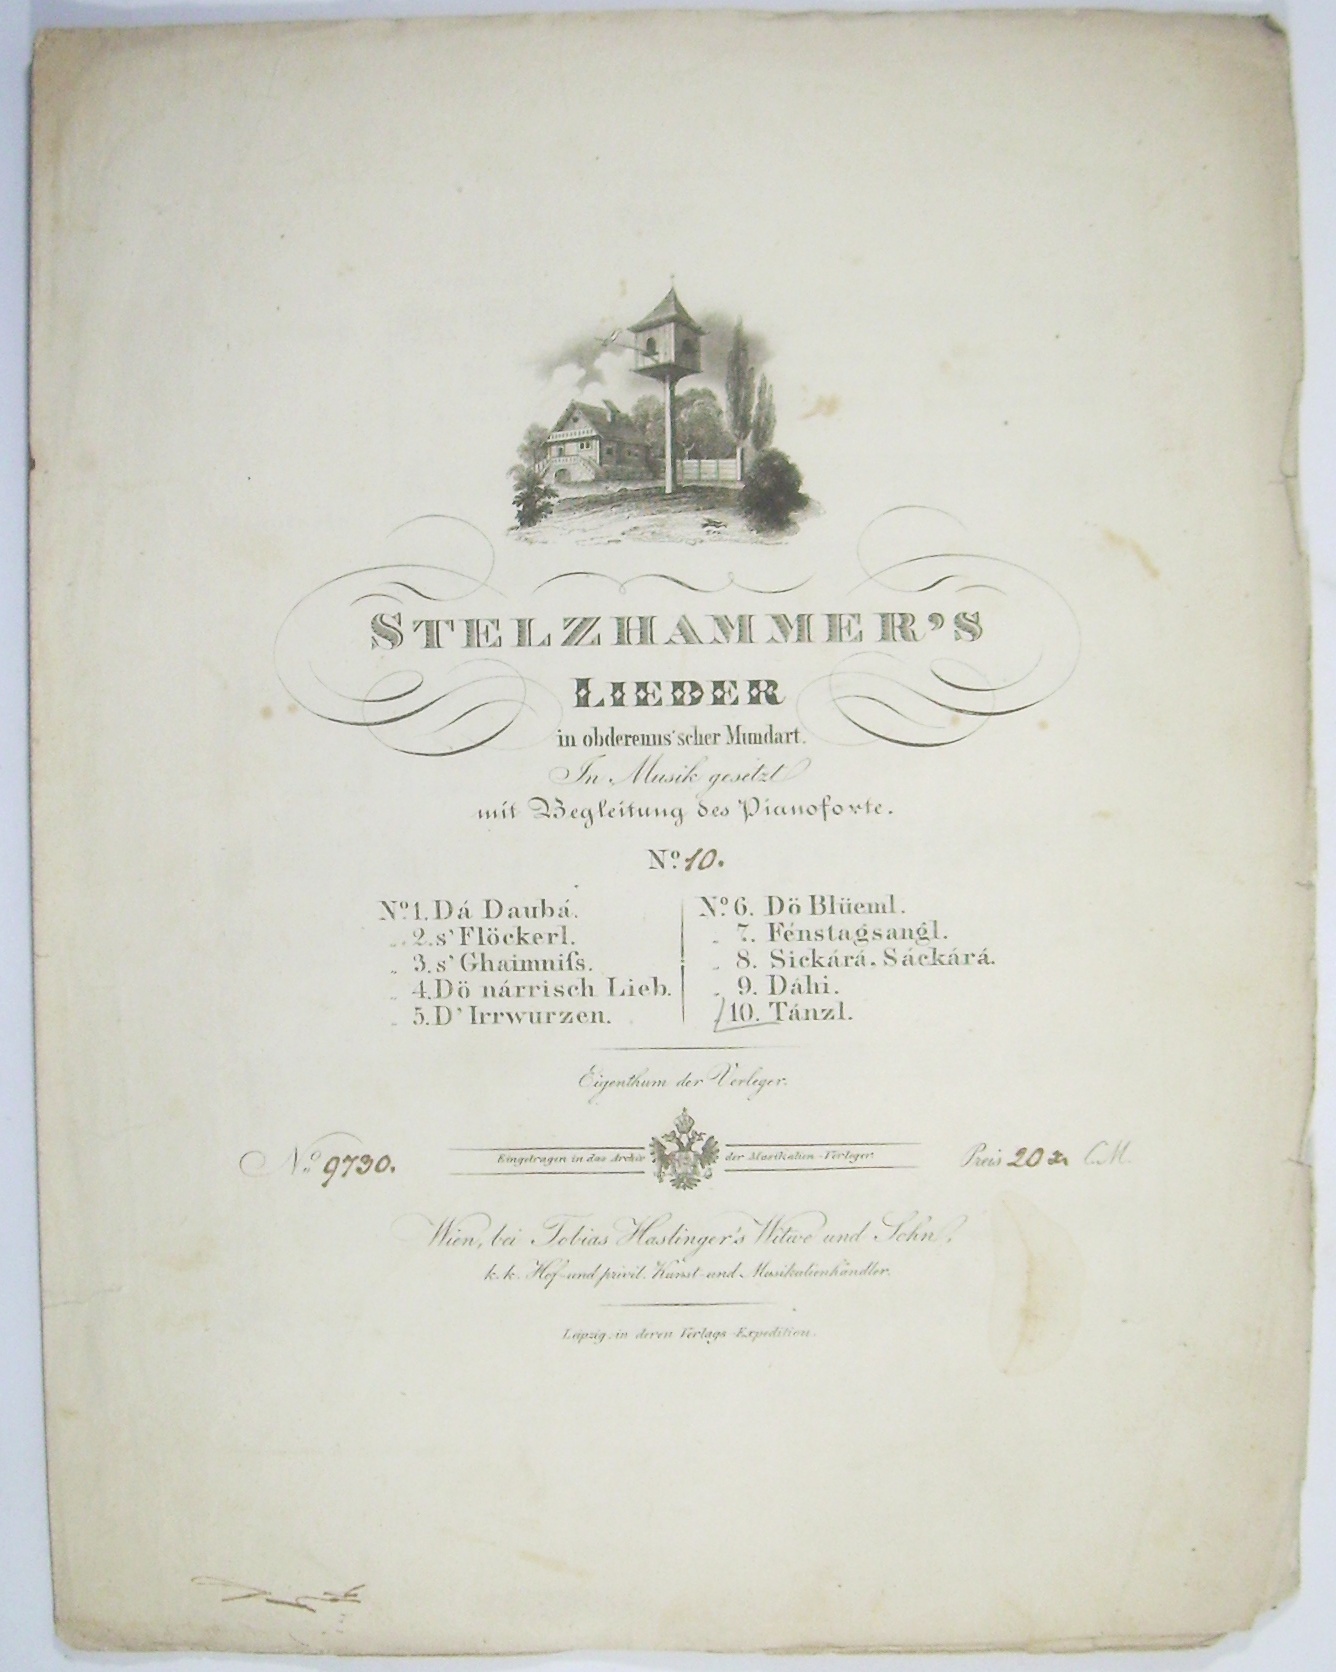 STELZHAMMER'S
LIEDER
in obderenns'scher Mundart.
In Musik gesetzt
mit Begleitung des Pianoforte.
Nº 10.
Nº 1. Dá Daubá.
„ 2. s' Flöckerl.
„ 3. s' Ghaimniſs.
„ 4. Dö nárrisch Lieb.
„ 5. D' Irrwurzen.
Nº 6. Dö Blüeml.
„ 7. Fénstagsangl.
„ 8. Sickárá, Sáckárá.
„ 9. Dáhi.
„ 10. Tánzl.
Eigenthum der Verleger.
Nº 9730.
Eingetragen in das Archiv der Musikalien-Verleger.
Preis 20 xr C.M.
Wien, bei Tobias Haslinger's Witwe und Sohn,
k.k. Hof- und privil. Kunst- und Musikalienhändler.
Leipzig, in deren Verlags-Expedition.